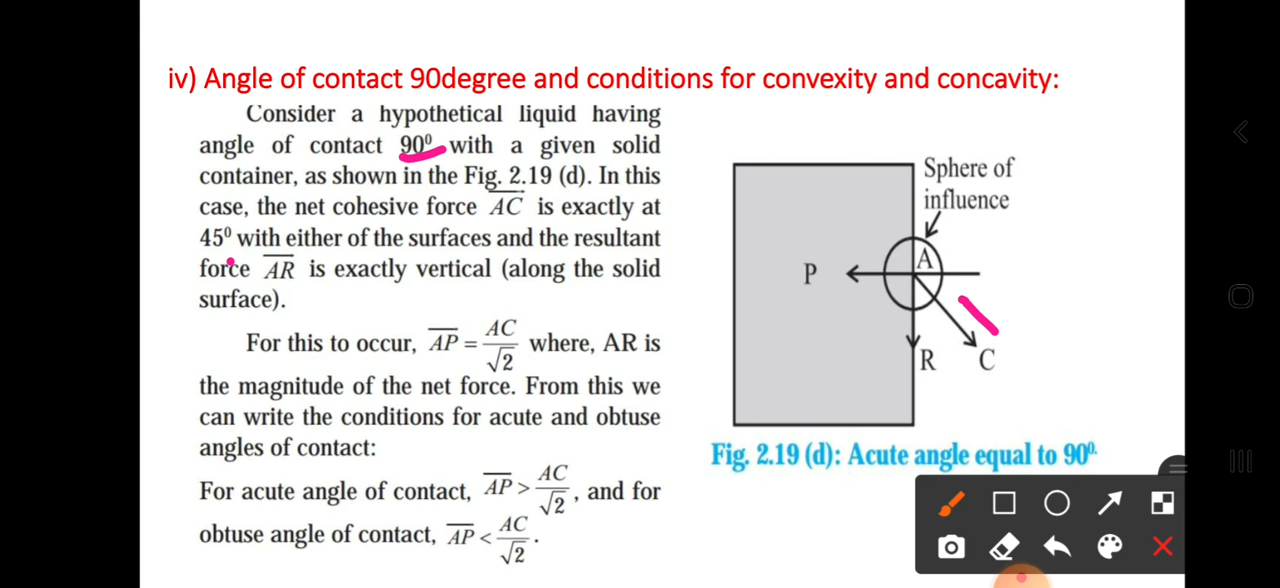 iv) Angle of contact 90degree and conditions for convexity and concavity:
Consider a hypothetical liquid having
angle of contact 90⁰ with a given solid
container, as shown in the Fig. 2.19 (d). In this
case, the net cohesive force A͞C͞ is exactly at
45⁰ with either of the surfaces and the resultant
force A͞R͞ is exactly vertical (along the solid
surface).
For this to occur, A͞P͞ = AC/√2 where, AR is
the magnitude of the net force. From this we
can write the conditions for acute and obtuse
angles of contact:
For acute angle of contact, A͞P͞ > AC/√2 , and for
obtuse angle of contact, A͞P͞ < AC/√2 .
Sphere of
influence
A
P
R
C
Fig. 2.19 (d): Acute angle equal to 90⁰.